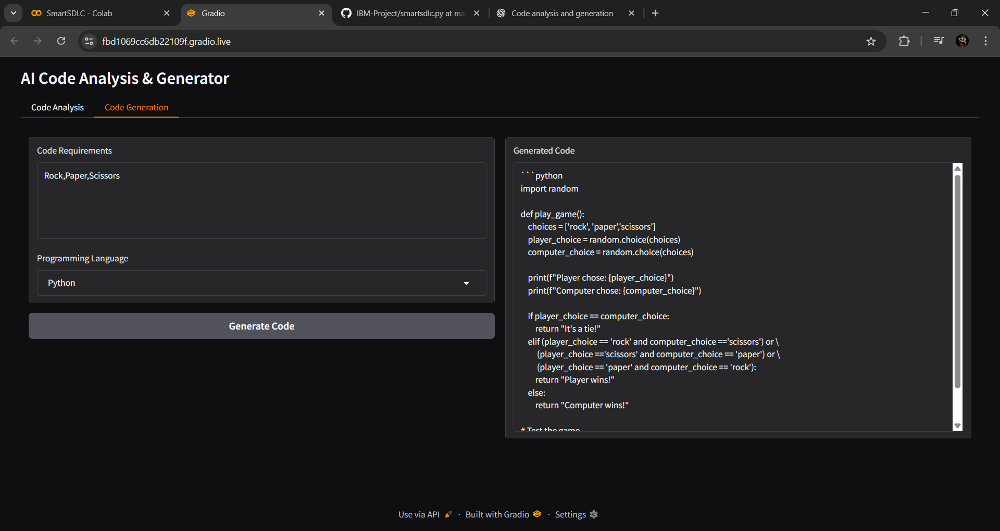 SmartSDLC - Colab
Gradio
IBM-Project/smartsdlc.py at ma
Code analysis and generation
fbd1069cc6db22109f.gradio.live
AI Code Analysis & Generator
Code Analysis
Code Generation
Code Requirements
Rock,Paper,Scissors
Programming Language
Python
Generate Code
Generated Code
```python
import random
def play_game():
choices = ['rock', 'paper','scissors']
player_choice = random.choice(choices)
computer_choice = random.choice(choices)
print(f"Player chose: {player_choice}")
print(f"Computer chose: {computer_choice}")
if player_choice == computer_choice:
return "It's a tie!"
elif (player_choice == 'rock' and computer_choice =='scissors') or \
(player_choice =='scissors' and computer_choice == 'paper') or \
(player_choice == 'paper' and computer_choice == 'rock'):
return "Player wins!"
else:
return "Computer wins!"
# Test the game
Use via API · Built with Gradio · Settings